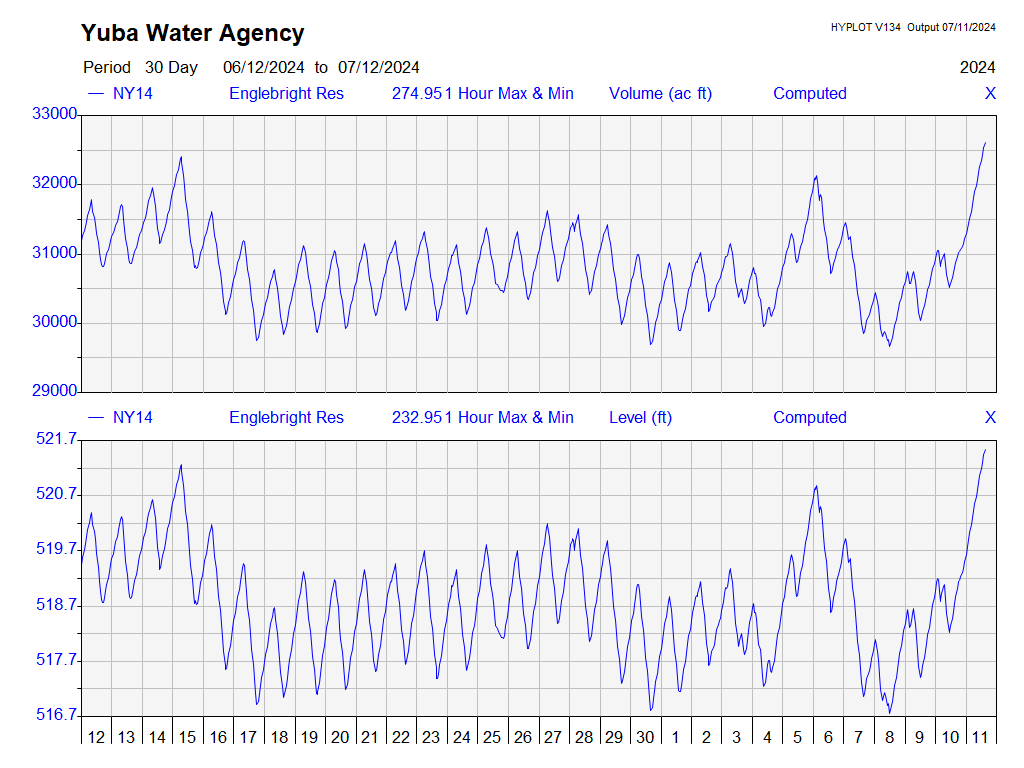 Yuba Water Agency
HYPLOT V134 Output 07/11/2024
Period 30 Day 06/12/2024 to 07/12/2024 2024
NY14 Englebright Res 274.951 Hour Max & Min Volume (ac ft) Computed X
33000
32000
31000
30000
29000
NY14 Englebright Res 232.951 Hour Max & Min Level (ft) Computed X
521.7
520.7
519.7
518.7
517.7
516.7
12 13 14 15 16 17 18 19 20 21 22 23 24 25 26 27 28 29 30 1 2 3 4 5 6 7 8 9 10 11